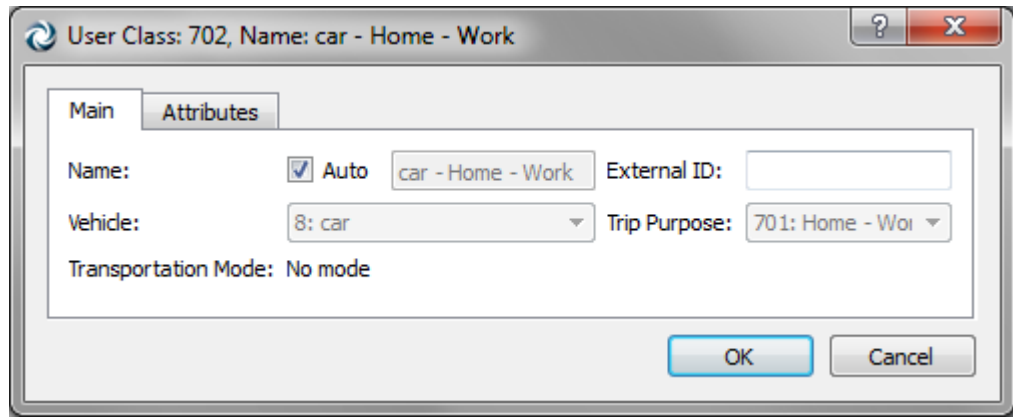 User Class: 702, Name: car - Home - Work
? X
Main Attributes
Name: Auto car - Home - Work External ID:
Vehicle: 8: car Trip Purpose: 701: Home - Wor
Transportation Mode: No mode
OK Cancel